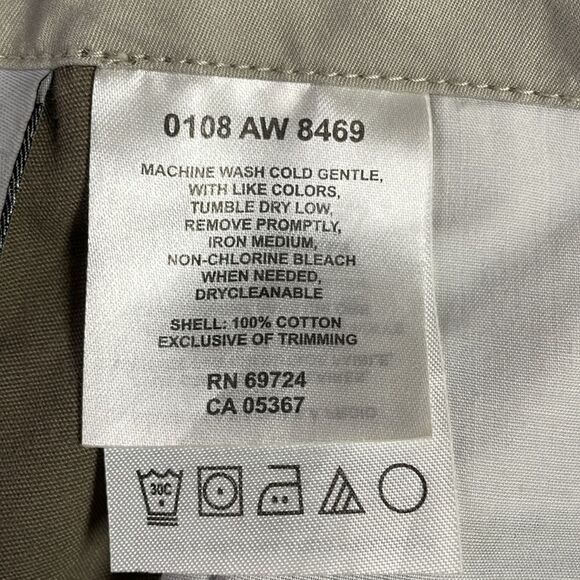 0108 AW 8469
MACHINE WASH COLD GENTLE,
WITH LIKE COLORS,
TUMBLE DRY LOW,
REMOVE PROMPTLY,
IRON MEDIUM,
NON-CHLORINE BLEACH
WHEN NEEDED,
DRYCLEANABLE
SHELL: 100% COTTON
EXCLUSIVE OF TRIMMING
RN 69724
CA 05367
30C